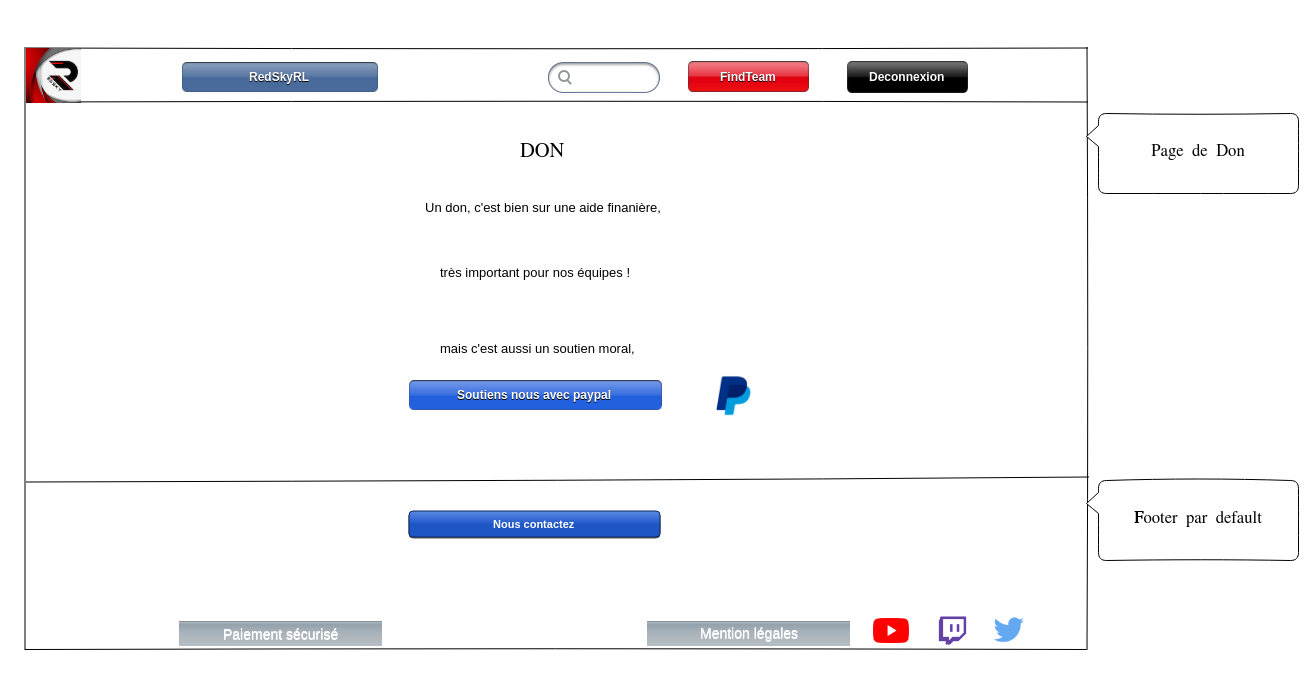 RedSkyRL
FindTeam
Deconnexion
Page de Don
DON
Un don, c'est bien sur une aide finanière,
très important pour nos équipes !
mais c'est aussi un soutien moral,
Soutiens nous avec paypal
Footer par default
Nous contactez
Paiement sécurisé
Mention légales